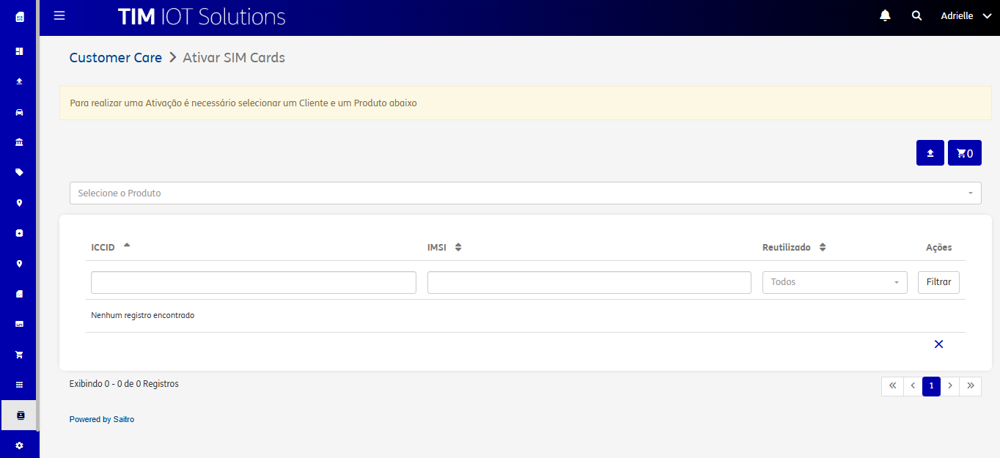 TIM IOT Solutions
Adrielle
Customer Care > Ativar SIM Cards
Para realizar uma Ativação é necessário selecionar um Cliente e um Produto abaixo
0
Selecione o Produto
ICCID IMSI Reutilizado Ações
Todos Filtrar
Nenhum registro encontrado
Exibindo 0 - 0 de 0 Registros
« ‹ 1 › »
Powered by Saitro